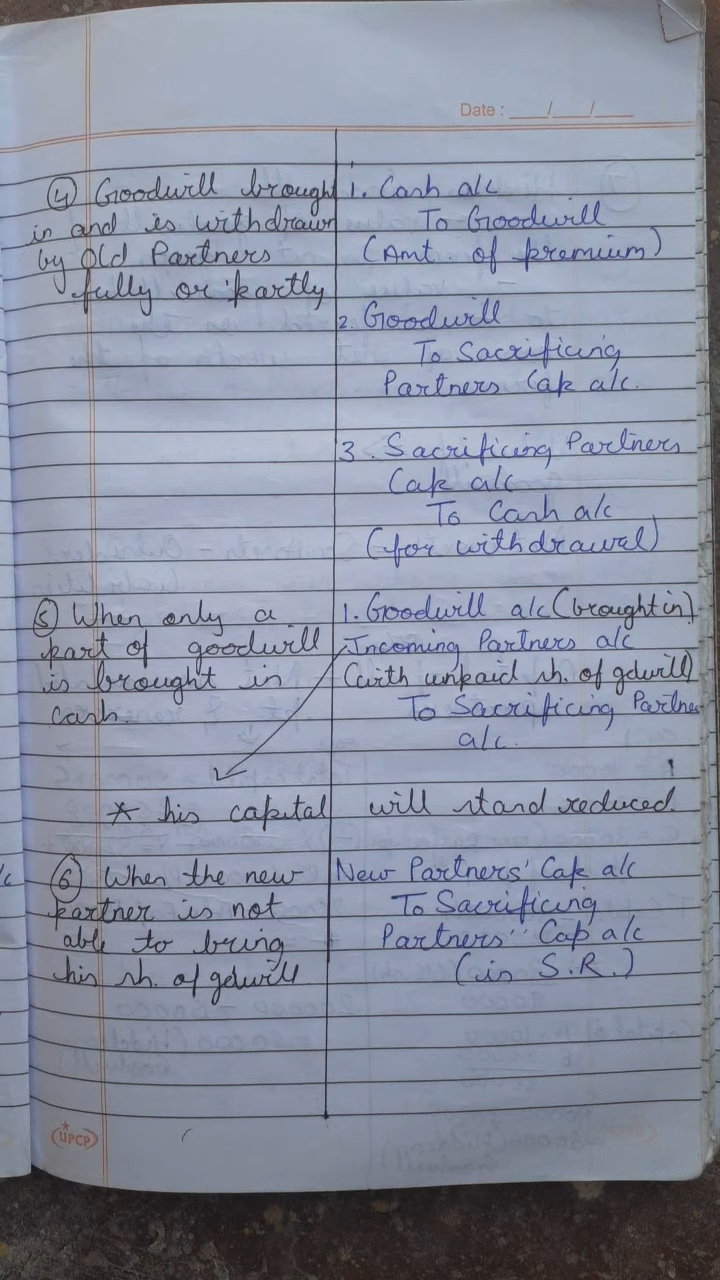 Date : __/__/__
④ Goodwill brought
in and is withdrawn
by Old Partners
fully or partly
1. Cash a/c
To Goodwill
(Amt. of premium)
2. Goodwill
To Sacrificing
Partners Cap a/c.
3. Sacrificing Partners
Cap a/c
To Cash a/c
(for withdrawal)
⑤ When only a
part of goodwill
is brought in
cash.
1. Goodwill a/c (brought in)
Incoming Partners a/c
(with unpaid sh. of gdwill)
To Sacrificing Partne
a/c.
* his capital will stand reduced.
⑥ When the new
partner is not
able to bring
his sh. of gdwill
New Partners' Cap a/c
To Sacrificing
Partners'' Cap a/c
(in S.R.)
UPCP